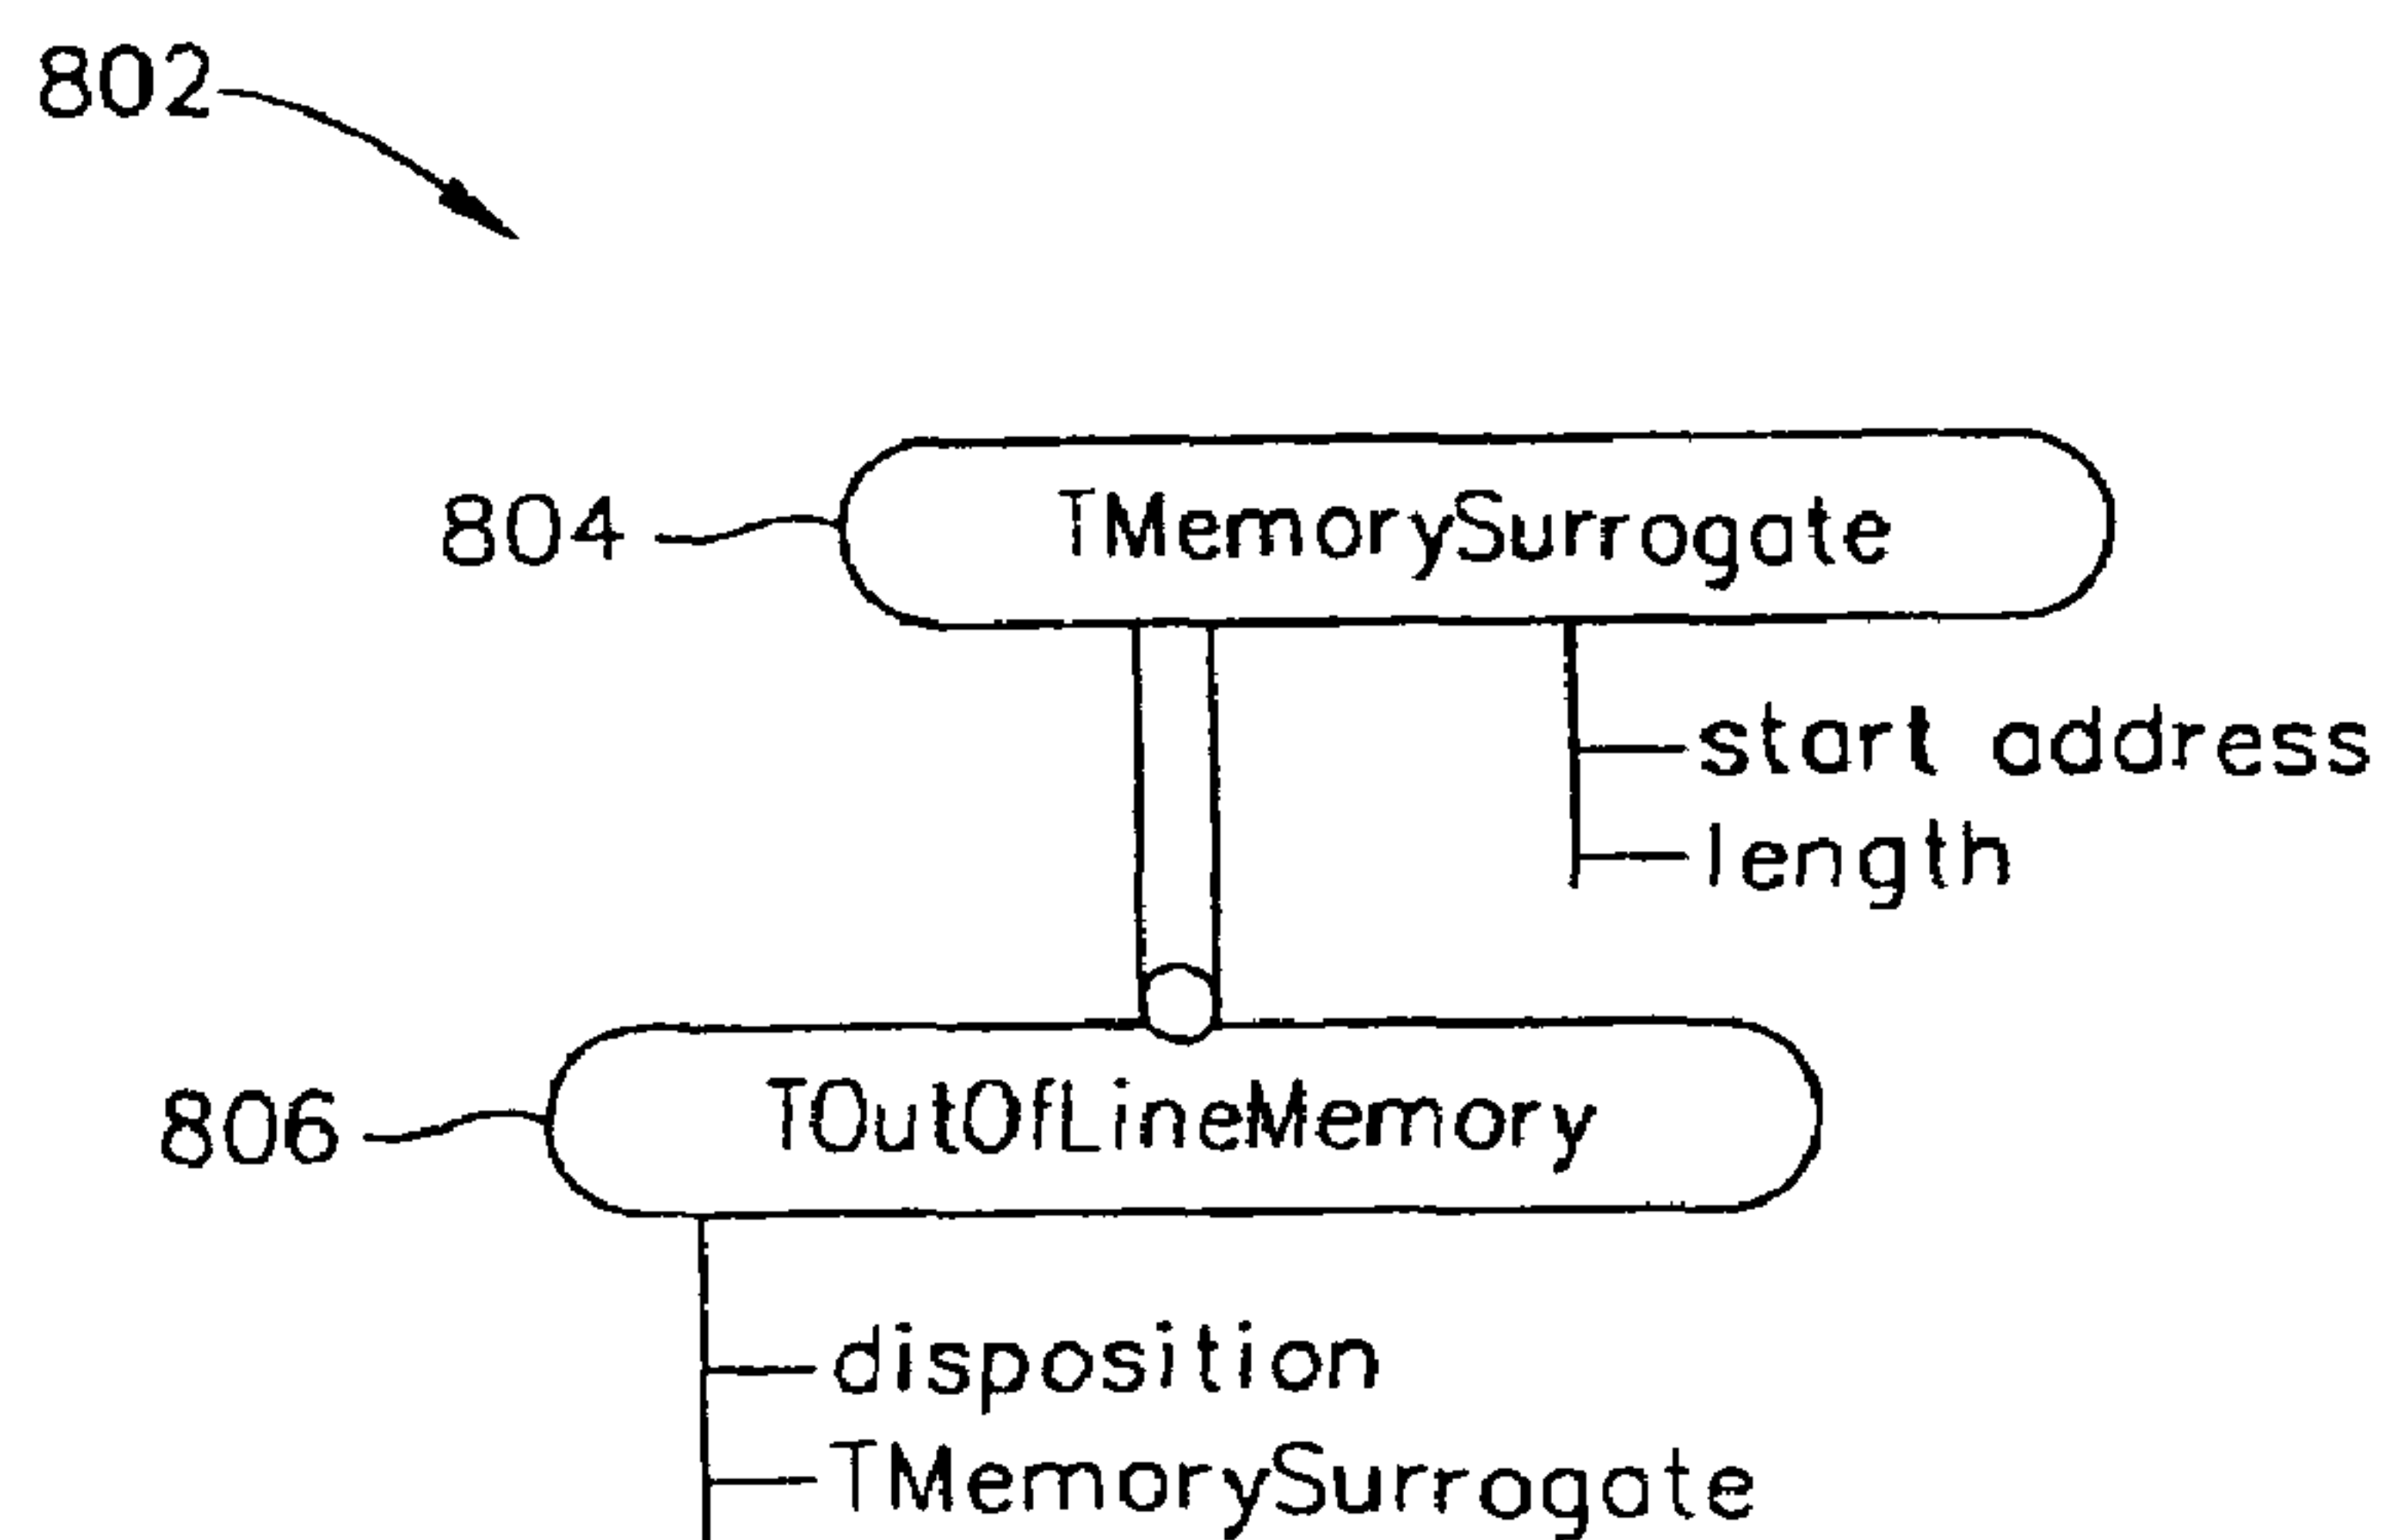 802
804 TMemorySurrogate
start address
length
806 TOutOfLineMemory
disposition
TMemorySurrogate